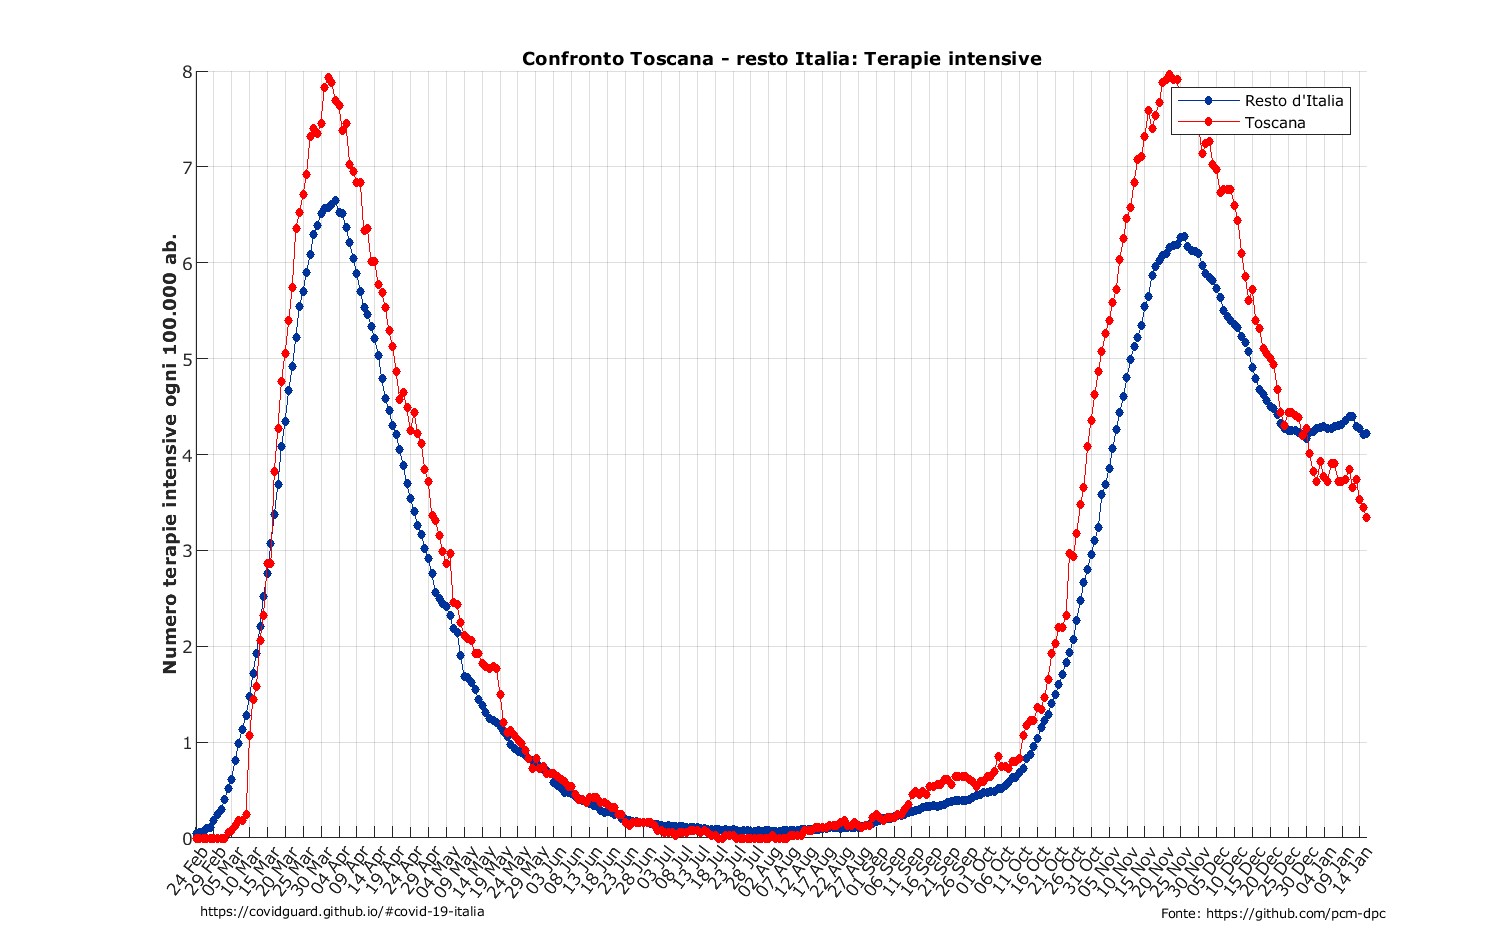 Confronto Toscana - resto Italia: Terapie intensive
Numero terapie intensive ogni 100.000 ab.
8
7
6
5
4
3
2
1
0
Resto d'Italia
Toscana
24 Feb
29 Feb
05 Mar
10 Mar
15 Mar
20 Mar
25 Mar
30 Mar
04 Apr
09 Apr
14 Apr
19 Apr
24 Apr
29 Apr
04 May
09 May
14 May
19 May
24 May
29 May
03 Jun
08 Jun
13 Jun
18 Jun
23 Jun
28 Jun
03 Jul
08 Jul
13 Jul
18 Jul
23 Jul
28 Jul
02 Aug
07 Aug
12 Aug
17 Aug
22 Aug
27 Aug
01 Sep
06 Sep
11 Sep
16 Sep
21 Sep
26 Sep
01 Oct
06 Oct
11 Oct
16 Oct
21 Oct
26 Oct
31 Oct
05 Nov
10 Nov
15 Nov
20 Nov
25 Nov
30 Nov
05 Dec
10 Dec
15 Dec
20 Dec
25 Dec
30 Dec
04 Jan
09 Jan
14 Jan
https://covidguard.github.io/#covid-19-italia
Fonte: https://github.com/pcm-dpc